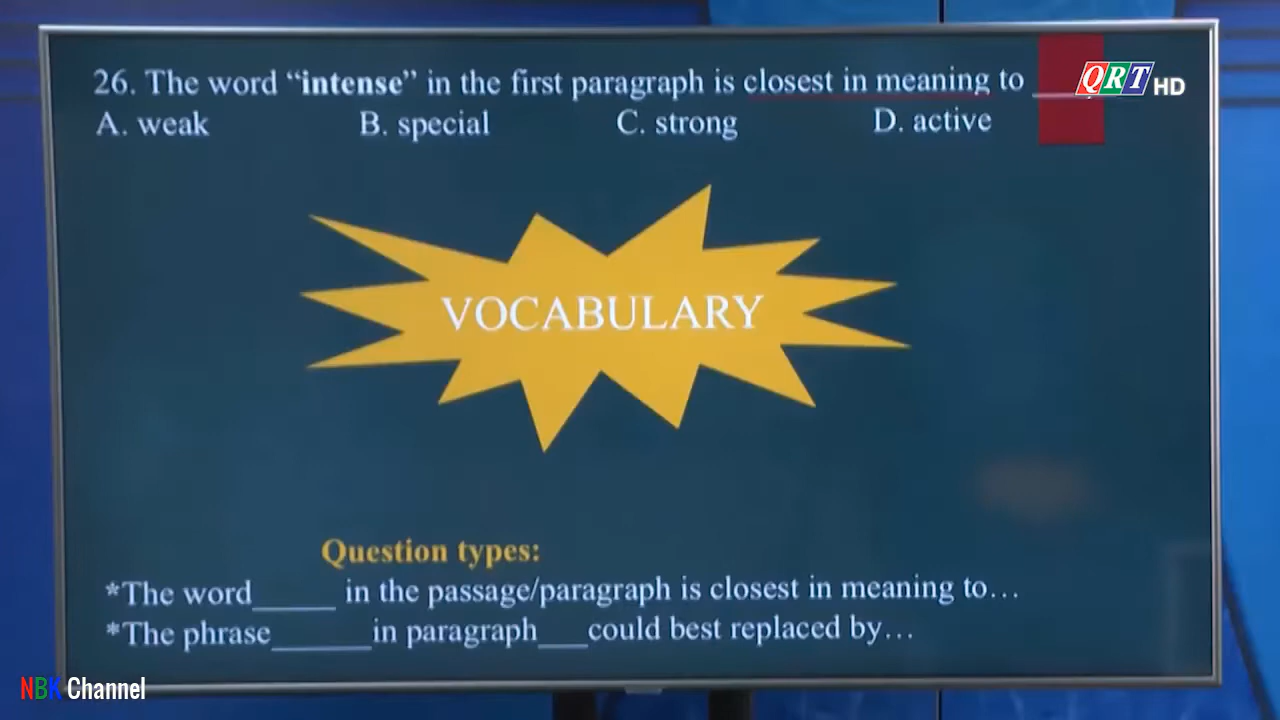 26. The word “intense” in the first paragraph is closest in meaning to ____
QRT HD
A. weak B. special C. strong D. active
VOCABULARY
Question types:
*The word_____ in the passage/paragraph is closest in meaning to…
*The phrase______in paragraph___could best replaced by…
NBK Channel